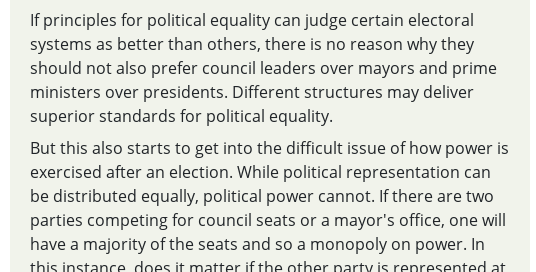 If principles for political equality can judge certain electoral
systems as better than others, there is no reason why they
should not also prefer council leaders over mayors and prime
ministers over presidents. Different structures may deliver
superior standards for political equality.
But this also starts to get into the difficult issue of how power is
exercised after an election. While political representation can
be distributed equally, political power cannot. If there are two
parties competing for council seats or a mayor's office, one will
have a majority of the seats and so a monopoly on power. In
this instance, does it matter if the other party is represented at